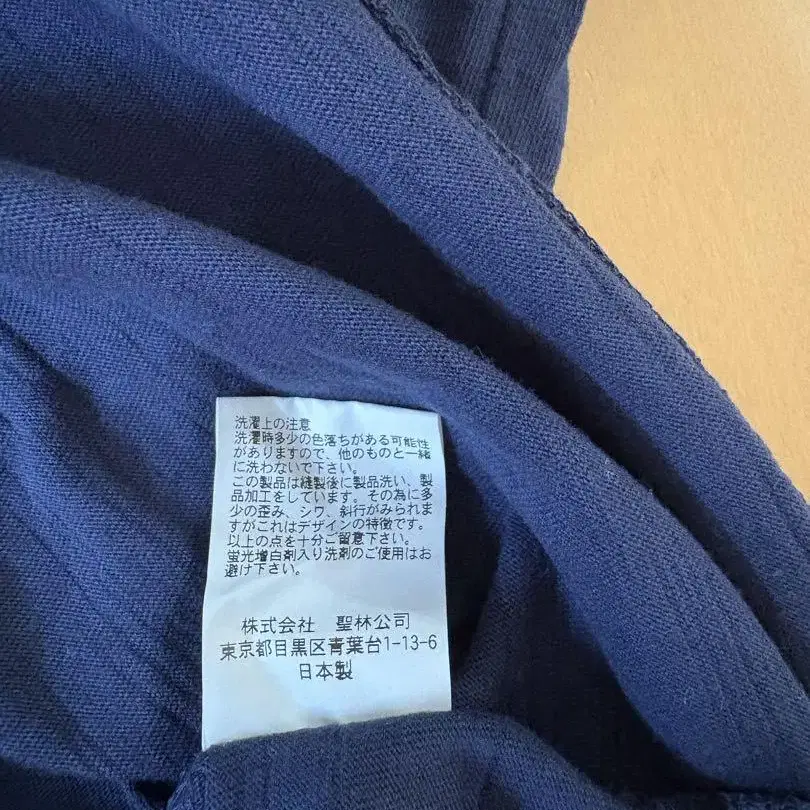 洗濯上の注意
洗濯時多少の色落ちがある可能性
がありますので、他のものと一緒
に洗わないで下さい。
この製品は縫製後に製品洗い、製
品加工をしています。その為に多
少の歪み、シワ、斜行がみられま
すがこれはデザインの特徴です。
以上の点を十分ご留意下さい。
蛍光増白剤入り洗剤のご使用はお
避け下さい。
株式会社　聖林公司
東京都目黒区青葉台1-13-6
日本製